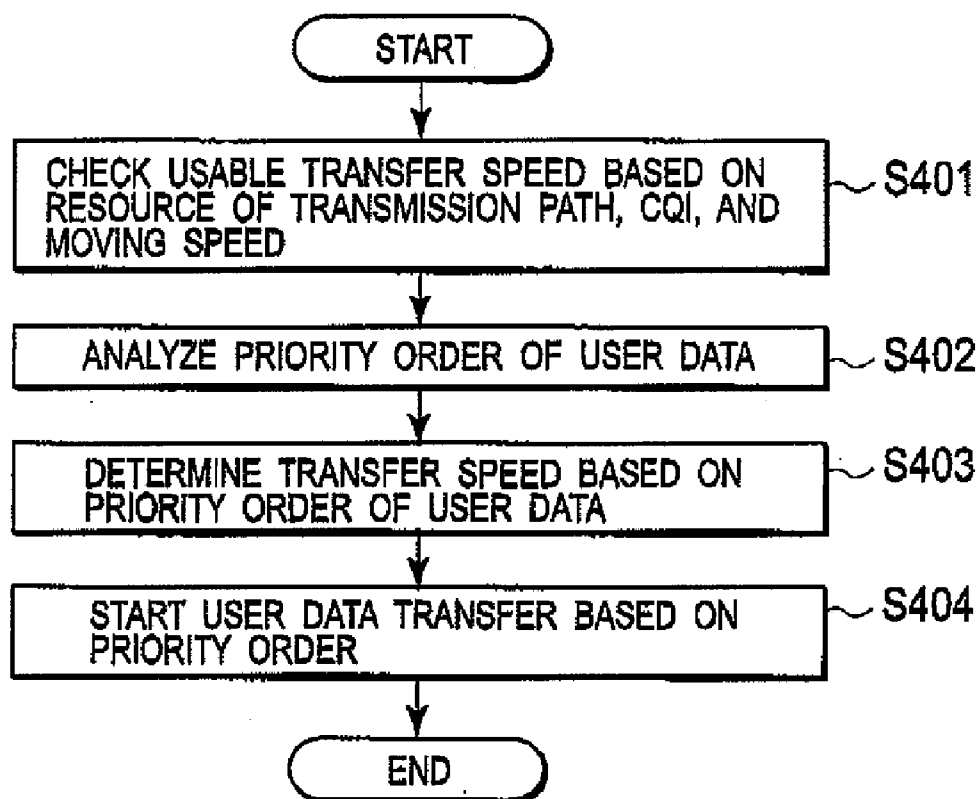 START
CHECK USABLE TRANSFER SPEED BASED ON
RESOURCE OF TRANSMISSION PATH, CQI, AND
MOVING SPEED
S401
ANALYZE PRIORITY ORDER OF USER DATA
S402
DETERMINE TRANSFER SPEED BASED ON
PRIORITY ORDER OF USER DATA
S403
START USER DATA TRANSFER BASED ON
PRIORITY ORDER
S404
END